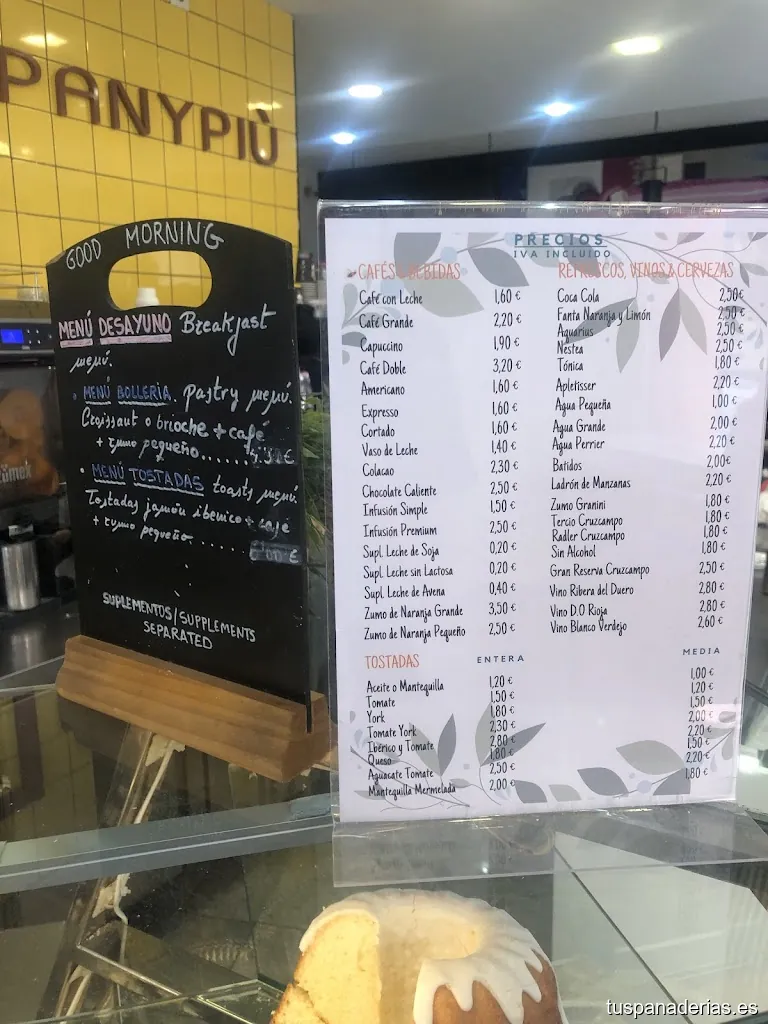 PANYPIÙ
GOOD MORNING
MENÚ DESAYUNO Breakfast
menú.
• MENÚ BOLLERÍA. Pastry menú.
Croissaut o brioche + café
+ zumo pequeño......
• MENÚ TOSTADAS toasts menú.
Tostadas jamón iberico + café
+ zumo pequeño.......
SUPLEMENTOS/SUPPLEMENTS
SEPARATED
PRECIOS
IVA INCLUIDO
CAFÉS & BEBIDAS
Café con Leche 1,60 €
Café Grande 2,20 €
Capuccino 1,90 €
Café Doble 3,20 €
Americano 1,60 €
Expresso 1,60 €
Cortado 1,60 €
Vaso de Leche 1,40 €
Colacao 2,30 €
Chocolate Caliente 2,50 €
Infusión Simple 1,50 €
Infusión Premium 2,50 €
Supl. Leche de Soja 0,20 €
Supl. Leche sin Lactosa 0,20 €
Supl. Leche de Avena 0,40 €
Zumo de Naranja Grande 3,50 €
Zumo de Naranja Pequeño 2,50 €
REFRESCOS, VINOS & CERVEZAS
Coca Cola 2,50€
Fanta Naranja y Limón 2,50 €
Aquarius 2,50 €
Nestea 2,50 €
Tónica 1,80 €
Apletisser 2,20 €
Agua Pequeña 1,00 €
Agua Grande 2,00 €
Agua Perrier 2,20 €
Batidos 2,00€
Ladrón de Manzanas 2,20 €
Zumo Granini 1,80 €
Tercio Cruzcampo 1,80 €
Radler Cruzcampo 1,80 €
Sin Alcohol 1,80 €
Gran Reserva Cruzcampo 2,50 €
Vino Ribera del Duero 2,80 €
Vino D.O Rioja 2,80 €
Vino Blanco Verdejo 2,60 €
TOSTADAS ENTERA MEDIA
Aceite o Mantequilla 1,20 € 1,00 €
Tomate 1,50 € 1,20 €
York 1,80 € 1,50 €
Tomate York 2,30 € 2,00 €
Ibérico y Tomate 2,80 € 2,20 €
Queso 1,80 € 1,50 €
Aguacate Tomate 2,50 € 2,20 €
Mantequilla Mermelada 2,00 € 1,80 €
tuspanaderias.es